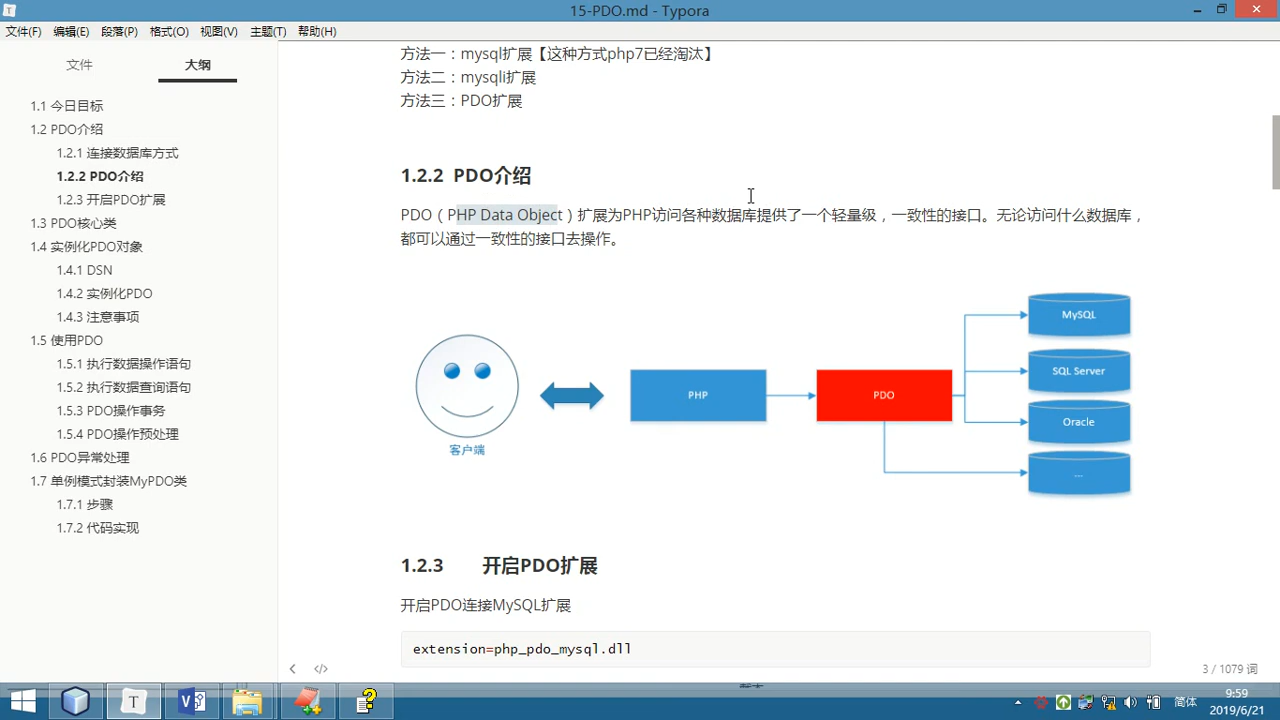 15-PDO.md - Typora
文件(F) 编辑(E) 段落(P) 格式(O) 视图(V) 主题(T) 帮助(H)
文件 大纲
1.1 今日目标
1.2 PDO介绍
1.2.1 连接数据库方式
1.2.2 PDO介绍
1.2.3 开启PDO扩展
1.3 PDO核心类
1.4 实例化PDO对象
1.4.1 DSN
1.4.2 实例化PDO
1.4.3 注意事项
1.5 使用PDO
1.5.1 执行数据操作语句
1.5.2 执行数据查询语句
1.5.3 PDO操作事务
1.5.4 PDO操作预处理
1.6 PDO异常处理
1.7 单例模式封装MyPDO类
1.7.1 步骤
1.7.2 代码实现
方法一：mysql扩展【这种方式php7已经淘汰】
方法二：mysqli扩展
方法三：PDO扩展
1.2.2 PDO介绍
PDO（PHP Data Object）扩展为PHP访问各种数据库提供了一个轻量级，一致性的接口。无论访问什么数据库，
都可以通过一致性的接口去操作。
客户端
PHP
PDO
MySQL
SQL Server
Oracle
...
1.2.3 开启PDO扩展
开启PDO连接MySQL扩展
extension=php_pdo_mysql.dll
3 / 1079 词
简体
9:59
2019/6/21